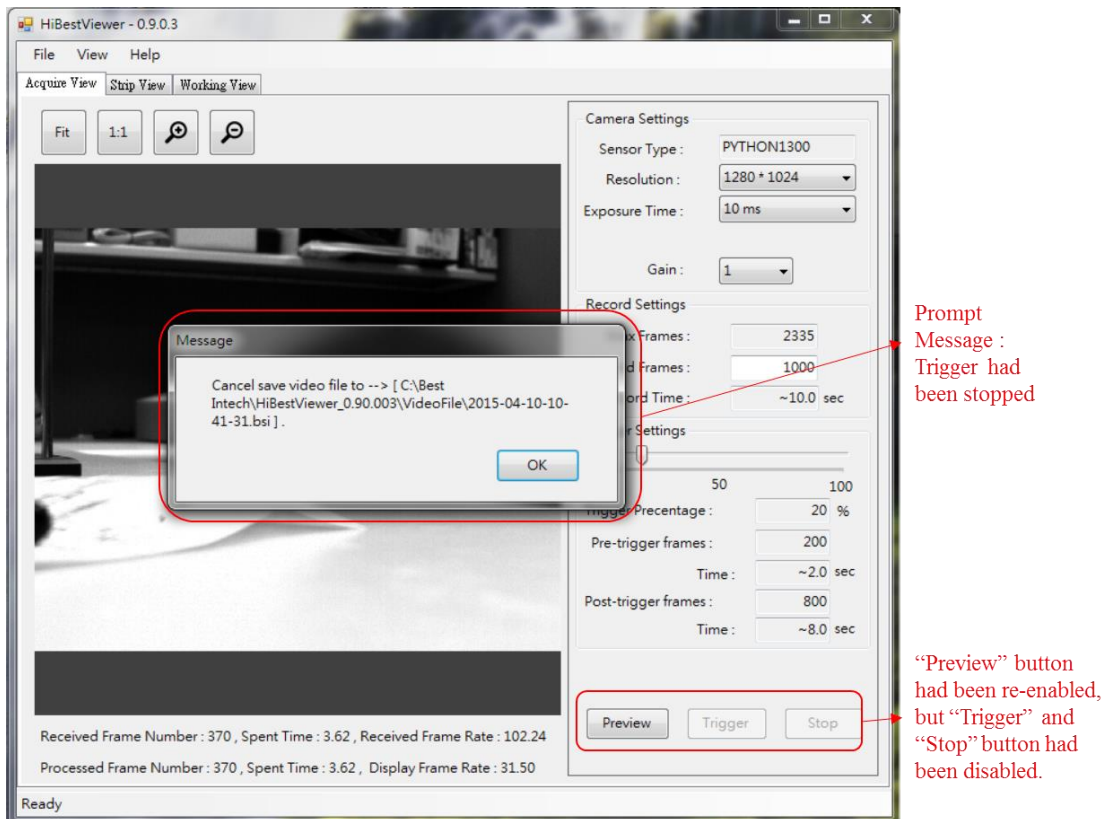 HiBestViewer - 0.9.0.3
File View Help
Acquire View Strip View Working View
Fit 1:1
Camera Settings
Sensor Type : PYTHON1300
Resolution : 1280 * 1024
Exposure Time : 10 ms
Gain : 1
Record Settings
Frames : 2335
Frames : 1000
Time : ~10.0 sec
Settings
50 100
Trigger Precentage : 20 %
Pre-trigger frames : 200
Time : ~2.0 sec
Post-trigger frames : 800
Time : ~8.0 sec
Preview Trigger Stop
Message
Cancel save video file to --> [ C:\Best
Intech\HiBestViewer_0.90.003\VideoFile\2015-04-10-10-
41-31.bsi ] .
OK
Received Frame Number : 370 , Spent Time : 3.62 , Received Frame Rate : 102.24
Processed Frame Number : 370 , Spent Time : 3.62 , Display Frame Rate : 31.50
Ready
Prompt
Message :
Trigger had
been stopped
“Preview” button
had been re-enabled,
but “Trigger” and
“Stop” button had
been disabled.